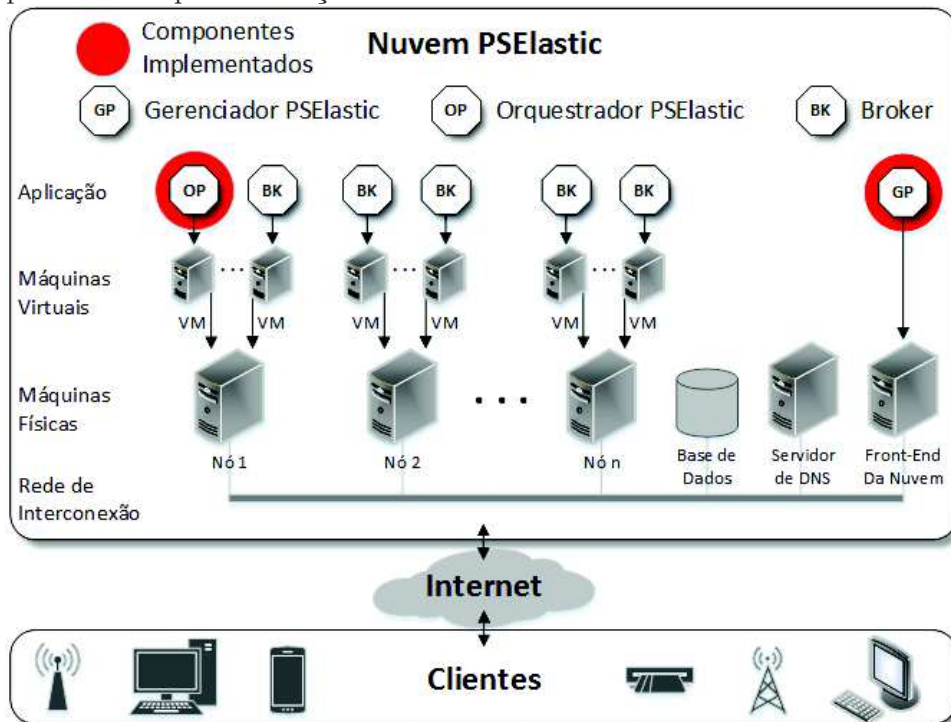 Componentes
Implementados
Nuvem PSElastic
GP Gerenciador PSElastic
OP Orquestrador PSElastic
BK Broker
Aplicação
OP BK BK BK BK BK GP
Máquinas
Virtuais
VM VM VM VM VM VM
Máquinas
Físicas
...
Nó 1 Nó 2 Nó n
Base de
Dados
Servidor
de DNS
Front-End
Da Nuvem
Rede de
Interconexão
Internet
Clientes